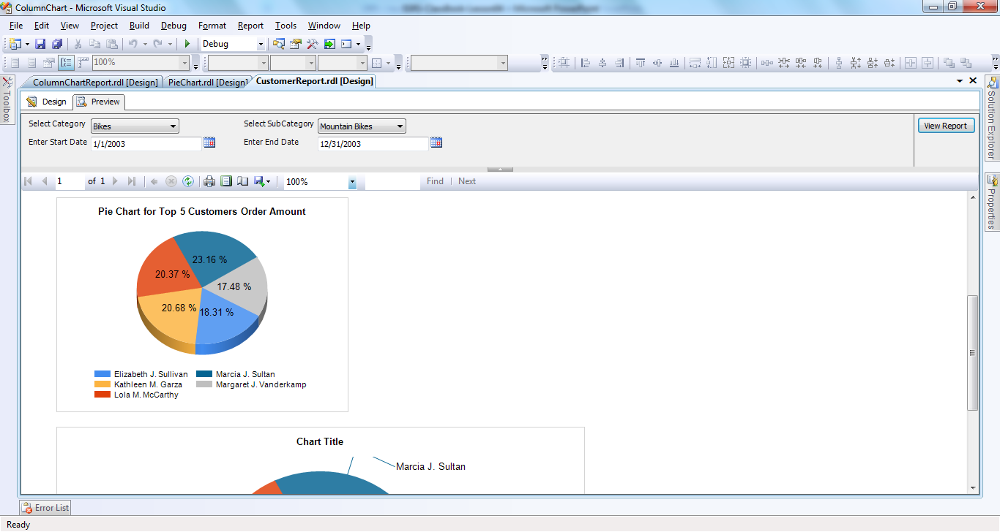 ColumnChart - Microsoft Visual Studio
File Edit View Project Build Debug Format Report Tools Window Help
Debug
100%
ColumnChartReport.rdl [Design] PieChart.rdl [Design] CustomerReport.rdl [Design]
Toolbox
Solution Explorer
Properties
Design Preview
Select Category Bikes Select SubCategory Mountain Bikes View Report
Enter Start Date 1/1/2003 Enter End Date 12/31/2003
1 of 1 100% Find | Next
Pie Chart for Top 5 Customers Order Amount
23.16 %
20.37 %
17.48 %
20.68 %
18.31 %
Elizabeth J. Sullivan Marcia J. Sultan
Kathleen M. Garza Margaret J. Vanderkamp
Lola M. McCarthy
Chart Title
Marcia J. Sultan
Error List
Ready